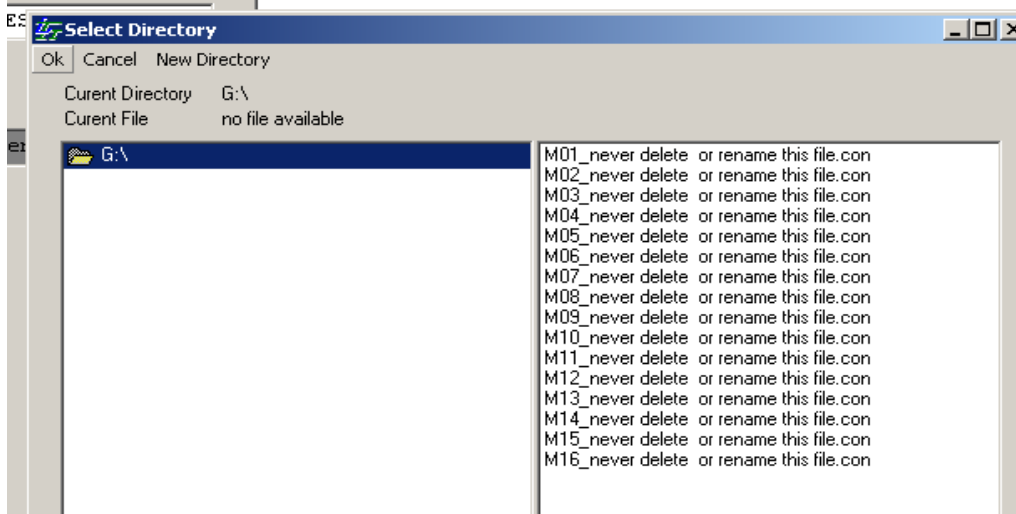 ES
Select Directory
Ok Cancel New Directory
Curent Directory G:\
Curent File no file available
er
G:\
M01_never delete or rename this file.con
M02_never delete or rename this file.con
M03_never delete or rename this file.con
M04_never delete or rename this file.con
M05_never delete or rename this file.con
M06_never delete or rename this file.con
M07_never delete or rename this file.con
M08_never delete or rename this file.con
M09_never delete or rename this file.con
M10_never delete or rename this file.con
M11_never delete or rename this file.con
M12_never delete or rename this file.con
M13_never delete or rename this file.con
M14_never delete or rename this file.con
M15_never delete or rename this file.con
M16_never delete or rename this file.con